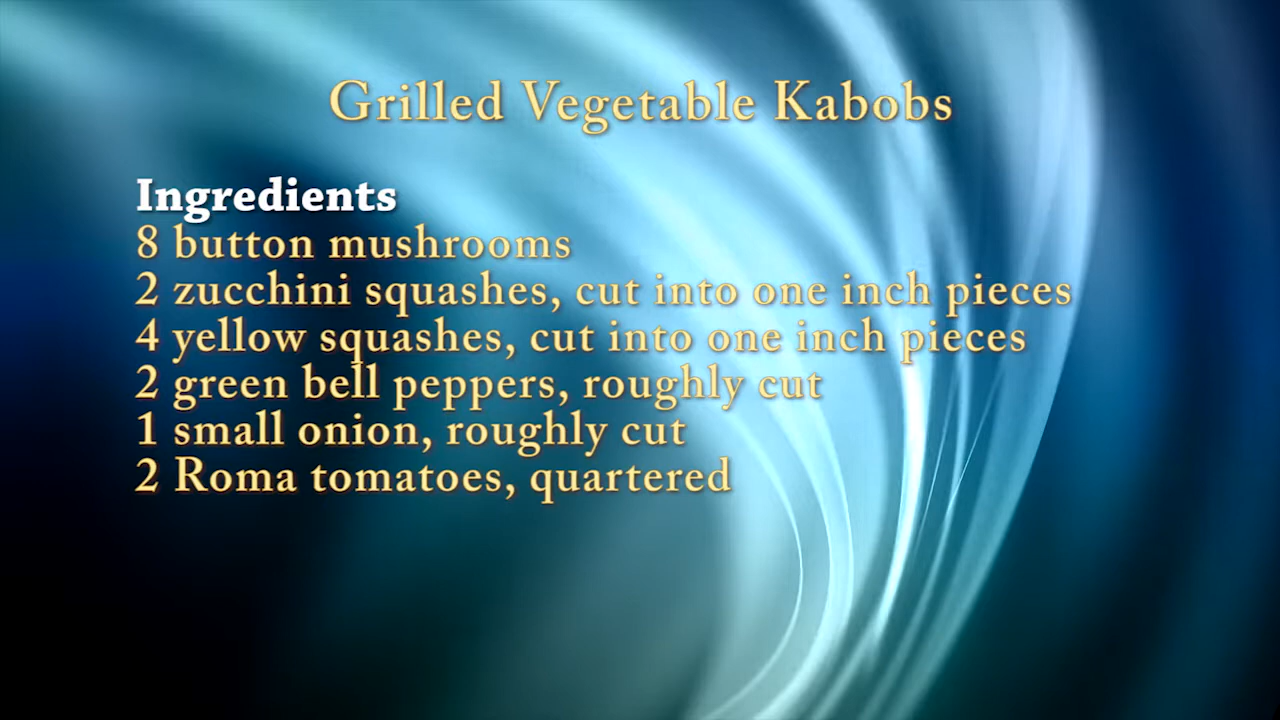 Grilled Vegetable Kabobs
Ingredients
8 button mushrooms
2 zucchini squashes, cut into one inch pieces
4 yellow squashes, cut into one inch pieces
2 green bell peppers, roughly cut
1 small onion, roughly cut
2 Roma tomatoes, quartered